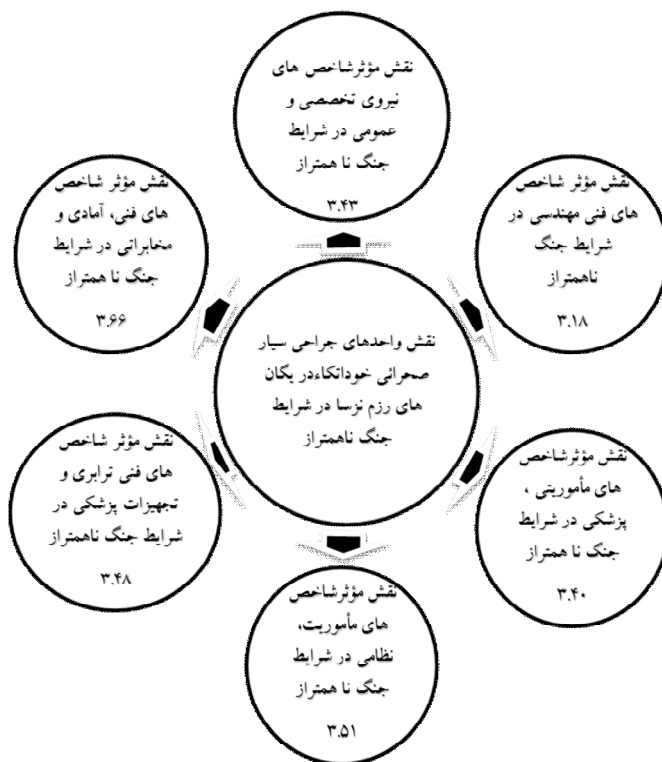 نقش مؤثرشاخص های
نیروی تخصصی و
عمومی در شرایط
جنگ نا همتراز
۳.۴۳
نقش مؤثر شاخص
های فنی مهندسی در
شرایط جنگ
ناهمتراز
۳.۱۸
نقش مؤثرشاخص
های مأموریتی ،
پزشکی در شرایط
جنگ نا همتراز
۳.۴۰
نقش مؤثرشاخص
های مأموریت،
نظامی در شرایط
جنگ نا همتراز
۳.۵۱
نقش مؤثر شاخص
های فنی ترابری و
تجهیزات پزشکی در
شرایط جنگ ناهمتراز
۳.۴۸
نقش مؤثر شاخص
های فنی، آمادی و
مخابراتی در شرایط
جنگ نا همتراز
۳.۶۶
نقش واحدهای جراحی سیار
صحرائی خوداتکاءدر یگان
های رزم نزسا در شرایط
جنگ ناهمتراز